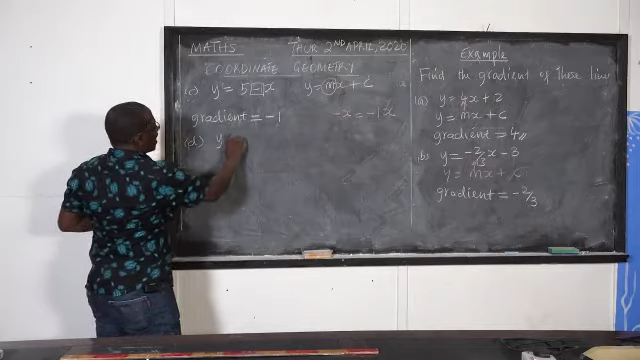 MATHS THUR 2ND APRIL, 2020
COORDINATE GEOMETRY
(c) y = 5 - x y = mx + c
gradient = -1 -x = -1x
(d) y
Example
Find the gradient of these line
(a) y = 4x + 2
y = mx + c
gradient = 4
(b) y = -2/3 x - 3
y = mx + c
gradient = -2/3